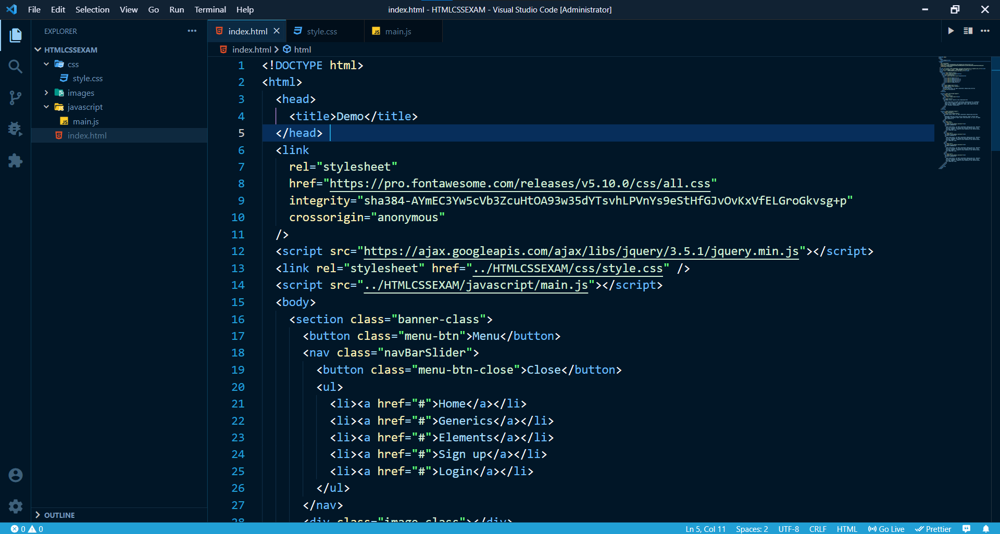 File Edit Selection View Go Run Terminal Help
index.html - HTMLCSSEXAM - Visual Studio Code [Administrator]
EXPLORER
HTMLCSSEXAM
css
style.css
images
javascript
JS main.js
index.html
OUTLINE
index.html
style.css
JS main.js
index.html > html
1 <!DOCTYPE html>
2 <html>
3 <head>
4 <title>Demo</title>
5 </head>
6 <link
7 rel="stylesheet"
8 href="https://pro.fontawesome.com/releases/v5.10.0/css/all.css"
9 integrity="sha384-AYmEC3Yw5cVb3ZcuHtOA93w35dYTsvhLPVnYs9eStHfGJvOvKxVfELGroGkvsg+p"
10 crossorigin="anonymous"
11 />
12 <script src="https://ajax.googleapis.com/ajax/libs/jquery/3.5.1/jquery.min.js"></script>
13 <link rel="stylesheet" href="../HTMLCSSEXAM/css/style.css" />
14 <script src="../HTMLCSSEXAM/javascript/main.js"></script>
15 <body>
16 <section class="banner-class">
17 <button class="menu-btn">Menu</button>
18 <nav class="navBarSlider">
19 <button class="menu-btn-close">Close</button>
20 <ul>
21 <li><a href="#">Home</a></li>
22 <li><a href="#">Generics</a></li>
23 <li><a href="#">Elements</a></li>
24 <li><a href="#">Sign up</a></li>
25 <li><a href="#">Login</a></li>
26 </ul>
27 </nav>
28 <div class="image-class"></div>
0 0
Ln 5, Col 11 Spaces: 2 UTF-8 CRLF HTML Go Live Prettier